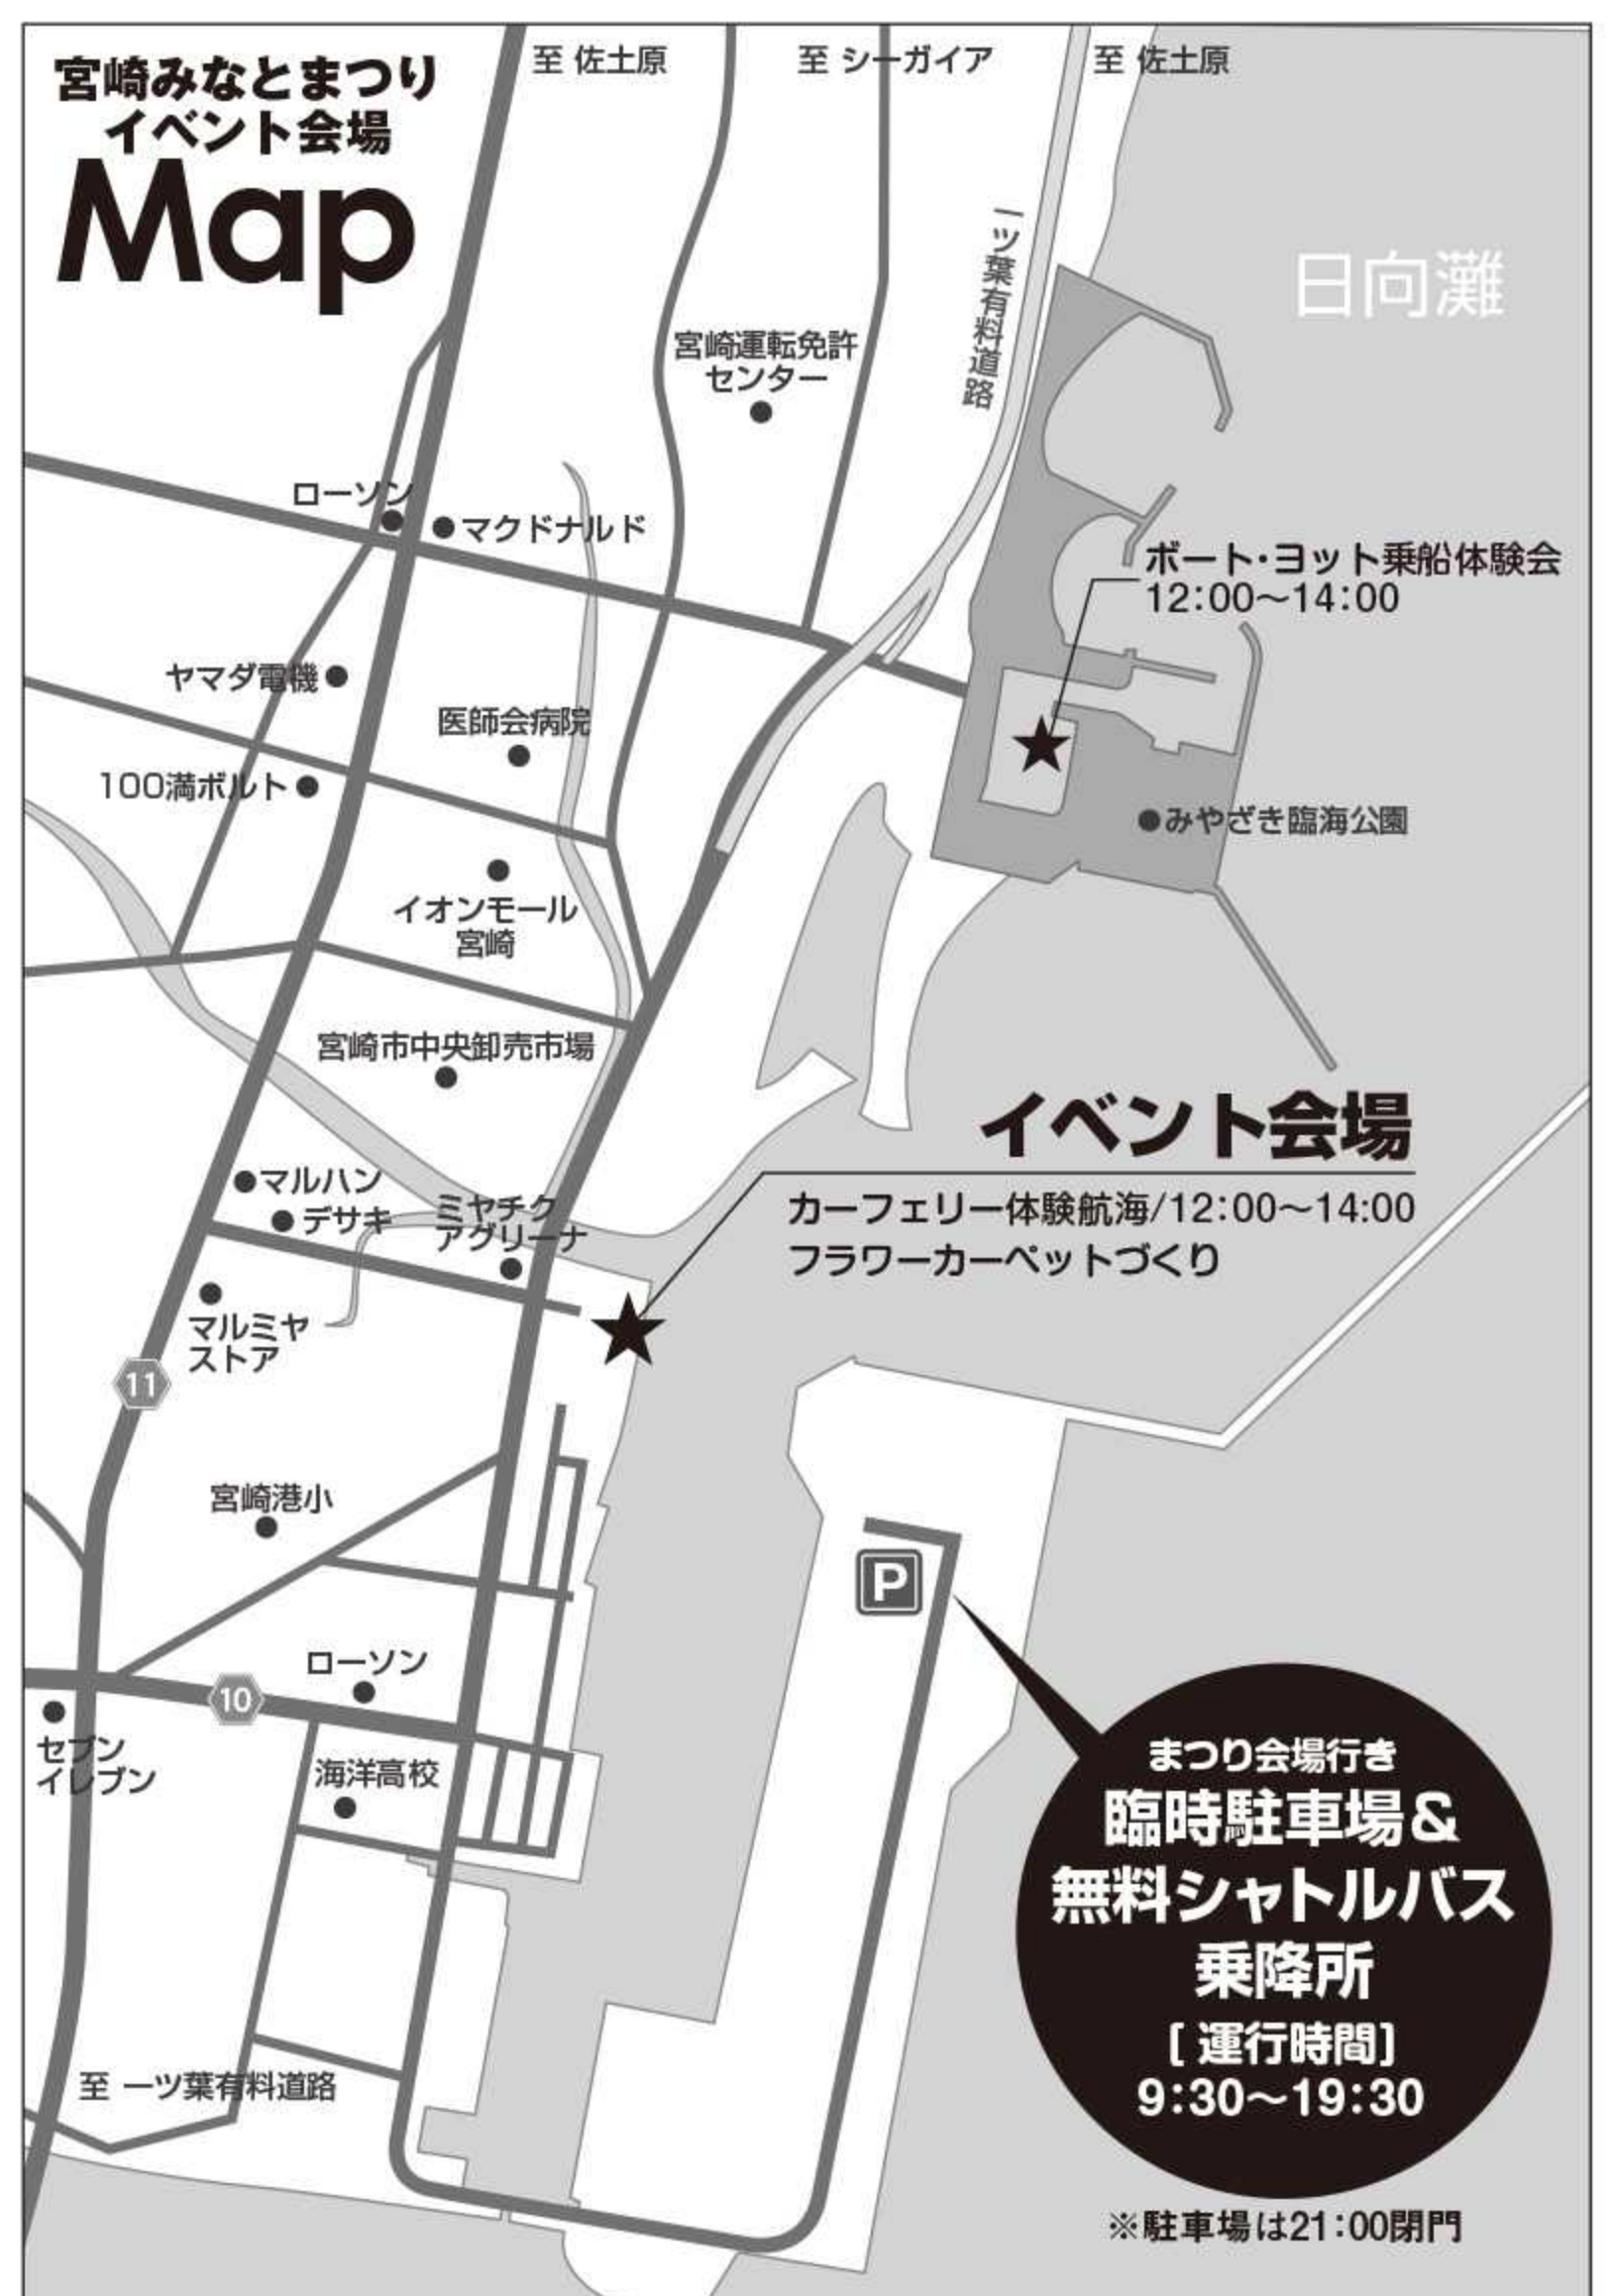 宮崎みなとまつり
イベント会場
Map
至 佐土原
至 シーガイア
至 佐土原
一ツ葉有料道路
日向灘
宮崎運転免許
センター
ローソン
マクドナルド
ボート・ヨット乗船体験会
12:00〜14:00
ヤマダ電機
医師会病院
100満ボルト
みやざき臨海公園
イオンモール
宮崎
宮崎市中央卸売市場
イベント会場
カーフェリー体験航海/12:00〜14:00
フラワーカーペットづくり
マルハン
デサキ
ミヤチク
アグリーナ
マルミヤ
ストア
11
宮崎港小
P
ローソン
10
セブン
イレブン
海洋高校
まつり会場行き
臨時駐車場&
無料シャトルバス
乗降所
[ 運行時間]
9:30〜19:30
至 一ツ葉有料道路
※駐車場は21:00閉門